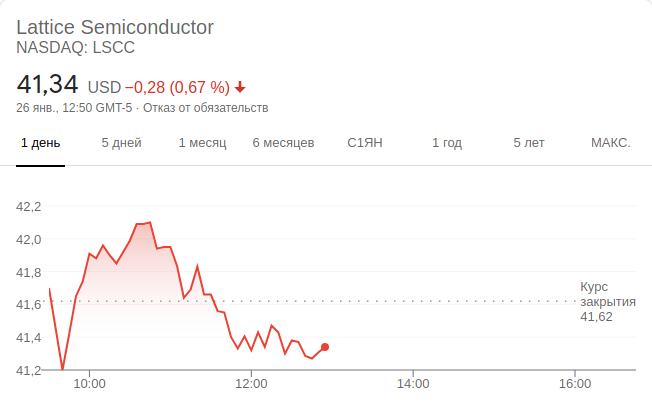 Lattice Semiconductor
NASDAQ: LSCC
41,34 USD −0,28 (0,67 %)
26 янв., 12:50 GMT-5 · Отказ от обязательств
1 день 5 дней 1 месяц 6 месяцев С1ЯН 1 год 5 лет МАКС.
42,2
42,0
41,8
41,6
41,4
41,2
Курс
закрытия
41,62
10:00 12:00 14:00 16:00